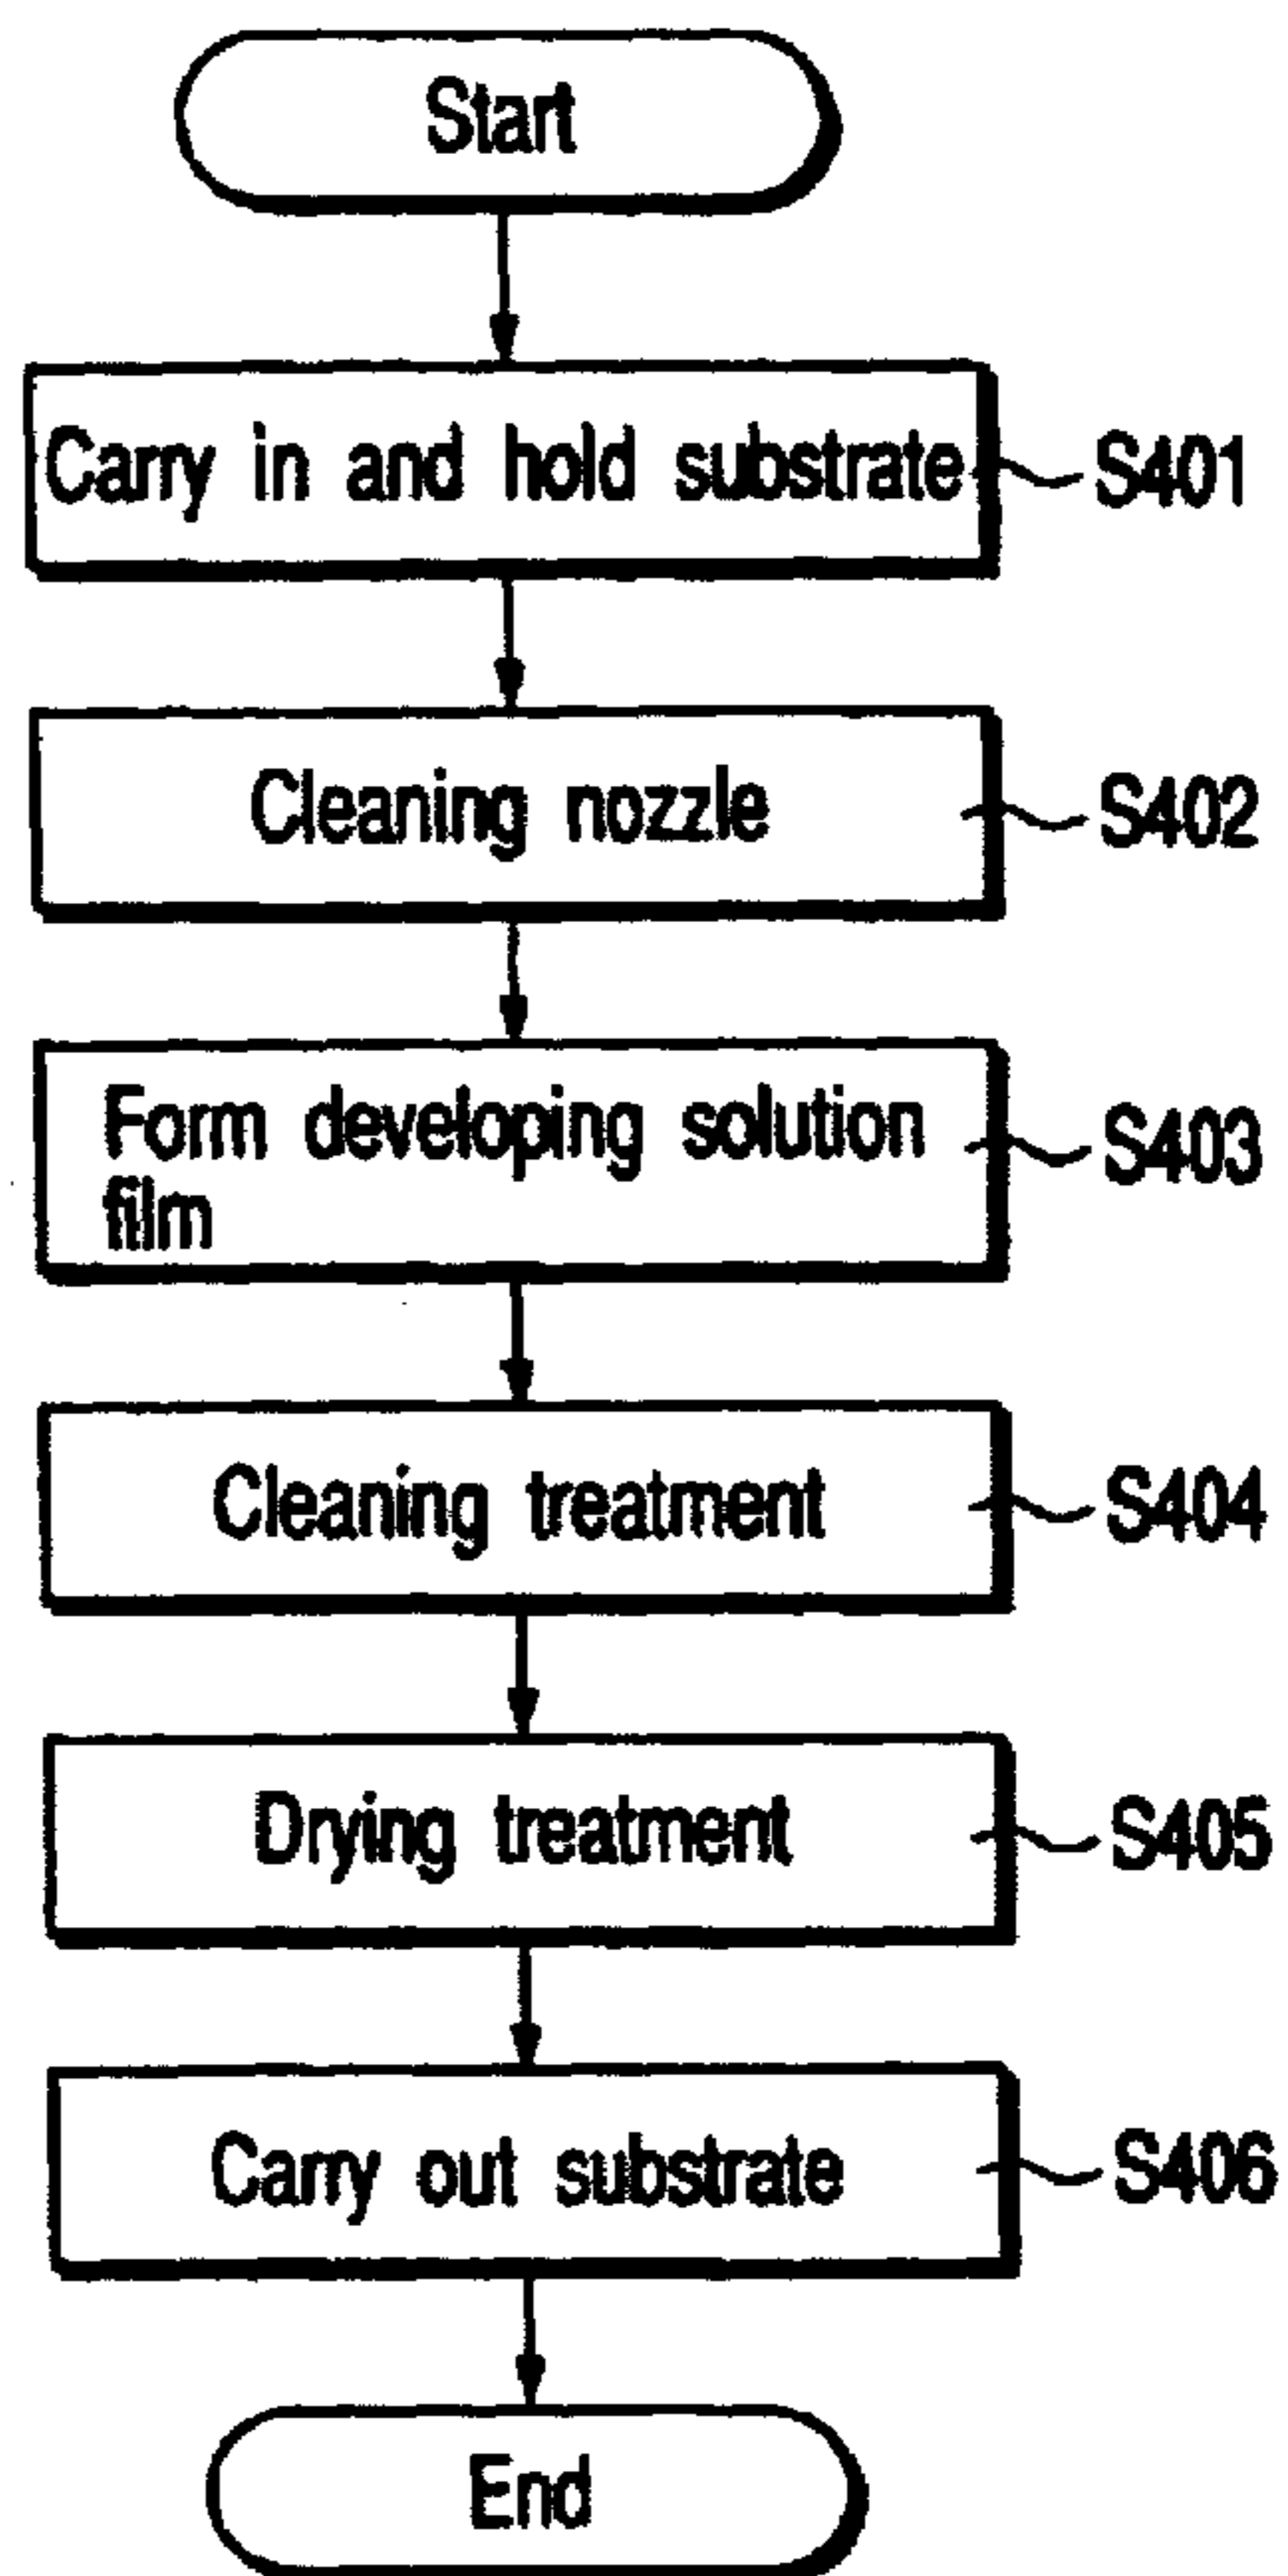 Start
Carry in and hold substrate
S401
Cleaning nozzle
S402
Form developing solution
film
S403
Cleaning treatment
S404
Drying treatment
S405
Carry out substrate
S406
End